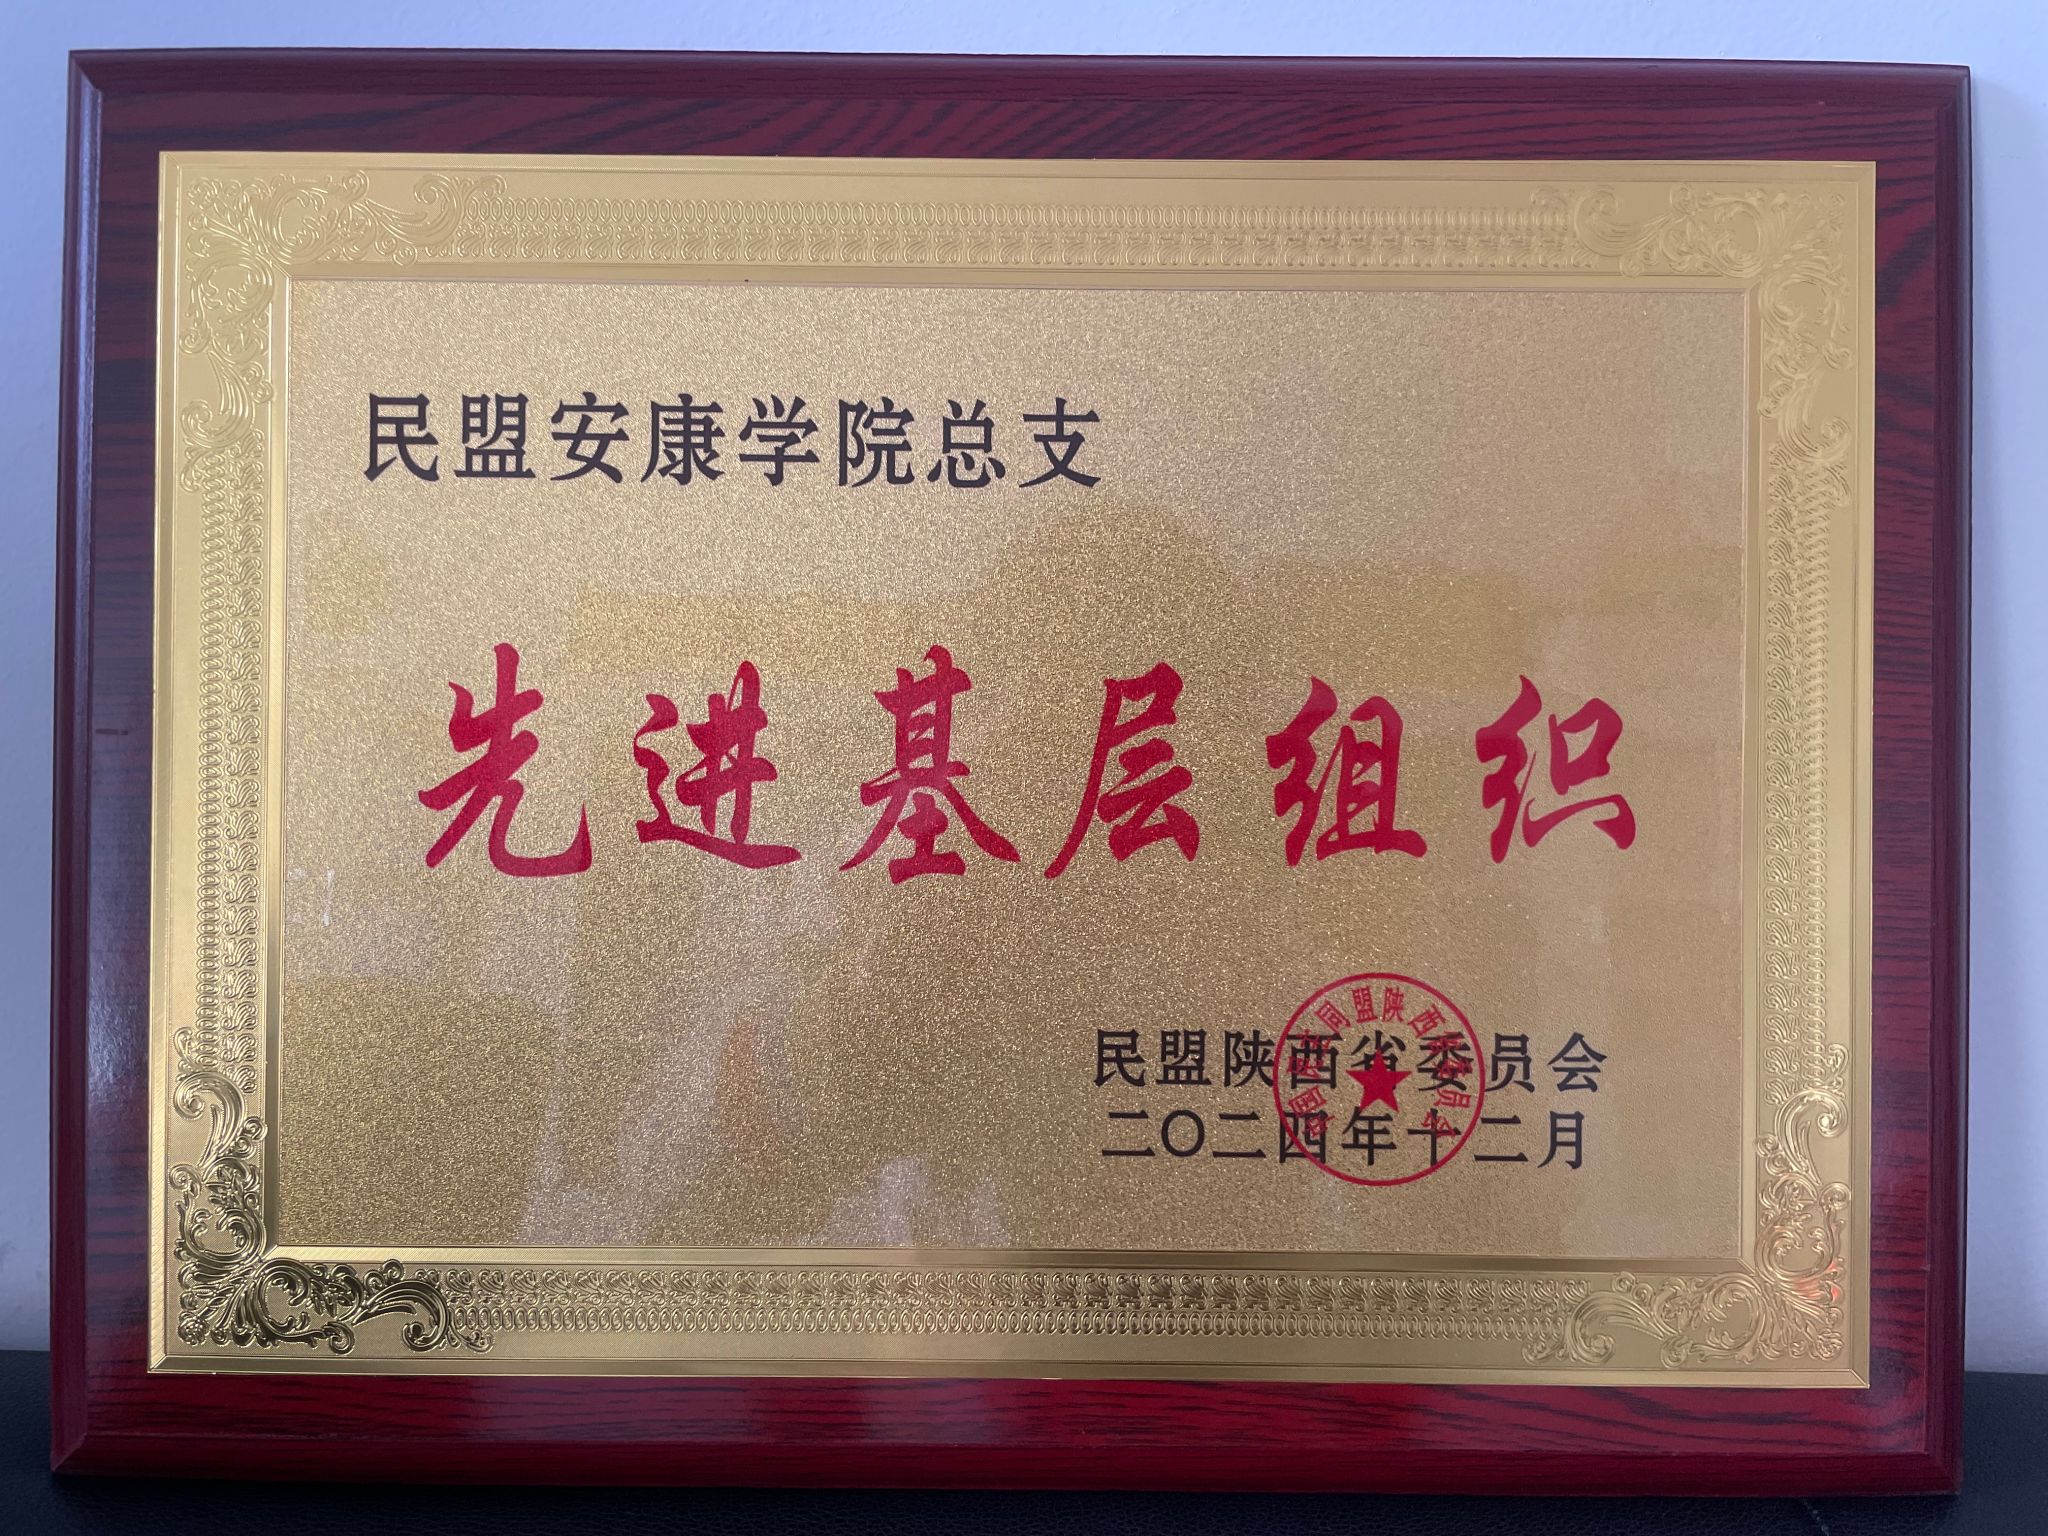 民盟安康学院总支
先进基层组织
民盟陕西省委员会
二〇二四年十二月